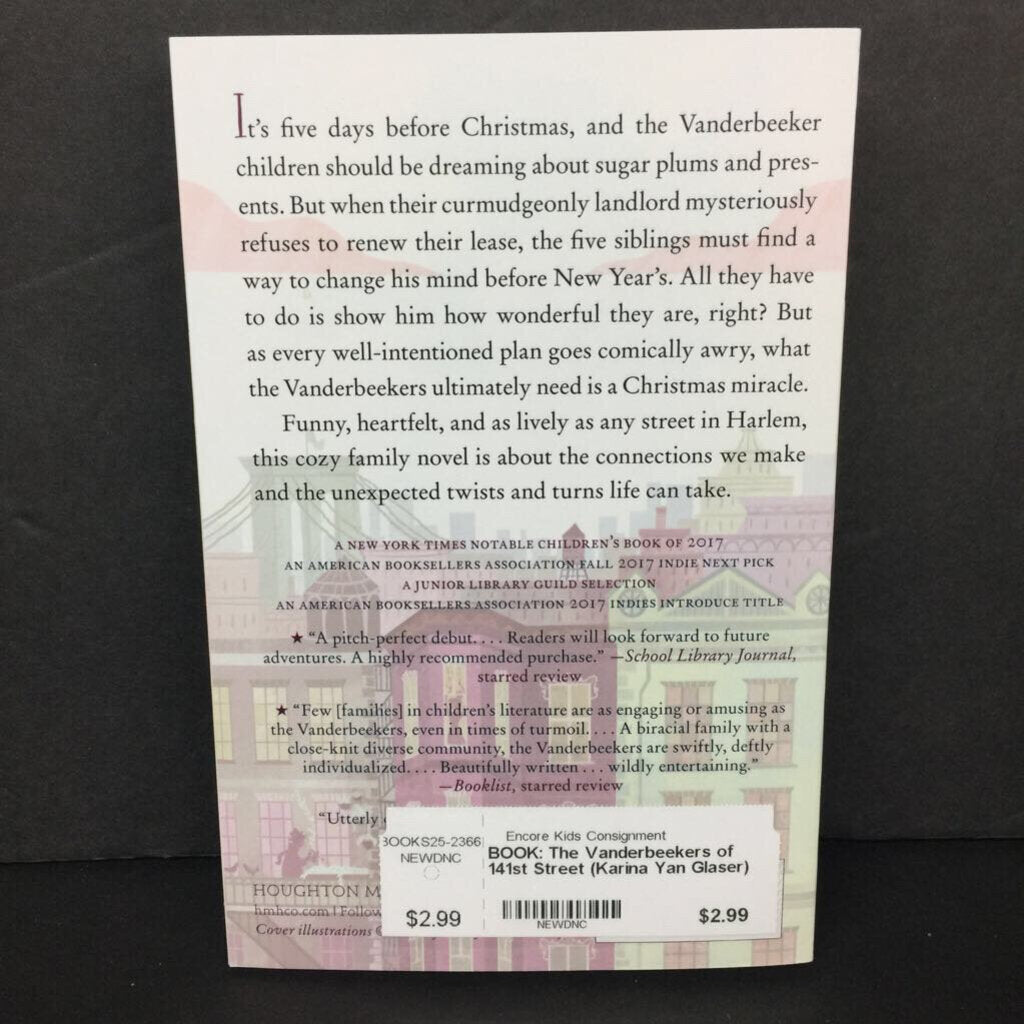 It's five days before Christmas, and the Vanderbeeker
children should be dreaming about sugar plums and pres-
ents. But when their curmudgeonly landlord mysteriously
refuses to renew their lease, the five siblings must find a
way to change his mind before New Year's. All they have
to do is show him how wonderful they are, right? But
as every well-intentioned plan goes comically awry, what
the Vanderbeekers ultimately need is a Christmas miracle.
Funny, heartfelt, and as lively as any street in Harlem,
this cozy family novel is about the connections we make
and the unexpected twists and turns life can take.
A NEW YORK TIMES NOTABLE CHILDREN'S BOOK OF 2017
AN AMERICAN BOOKSELLERS ASSOCIATION FALL 2017 INDIE NEXT PICK
A JUNIOR LIBRARY GUILD SELECTION
AN AMERICAN BOOKSELLERS ASSOCIATION 2017 INDIES INTRODUCE TITLE
★ "A pitch-perfect debut. . . . Readers will look forward to future
adventures. A highly recommended purchase." —School Library Journal,
starred review
★ "Few [families] in children's literature are as engaging or amusing as
the Vanderbeekers, even in times of turmoil. . . . A biracial family with a
close-knit diverse community, the Vanderbeekers are swiftly, deftly
individualized. . . . Beautifully written . . . wildly entertaining."
—Booklist, starred review
"Utterly
HOUGHTON M
hmhco.com | Follow
Cover illustrations ©
BOOKS25-2366
NEWDNC
$2.99
Encore Kids Consignment
BOOK: The Vanderbeekers of
141st Street (Karina Yan Glaser)
NEWDNC
$2.99